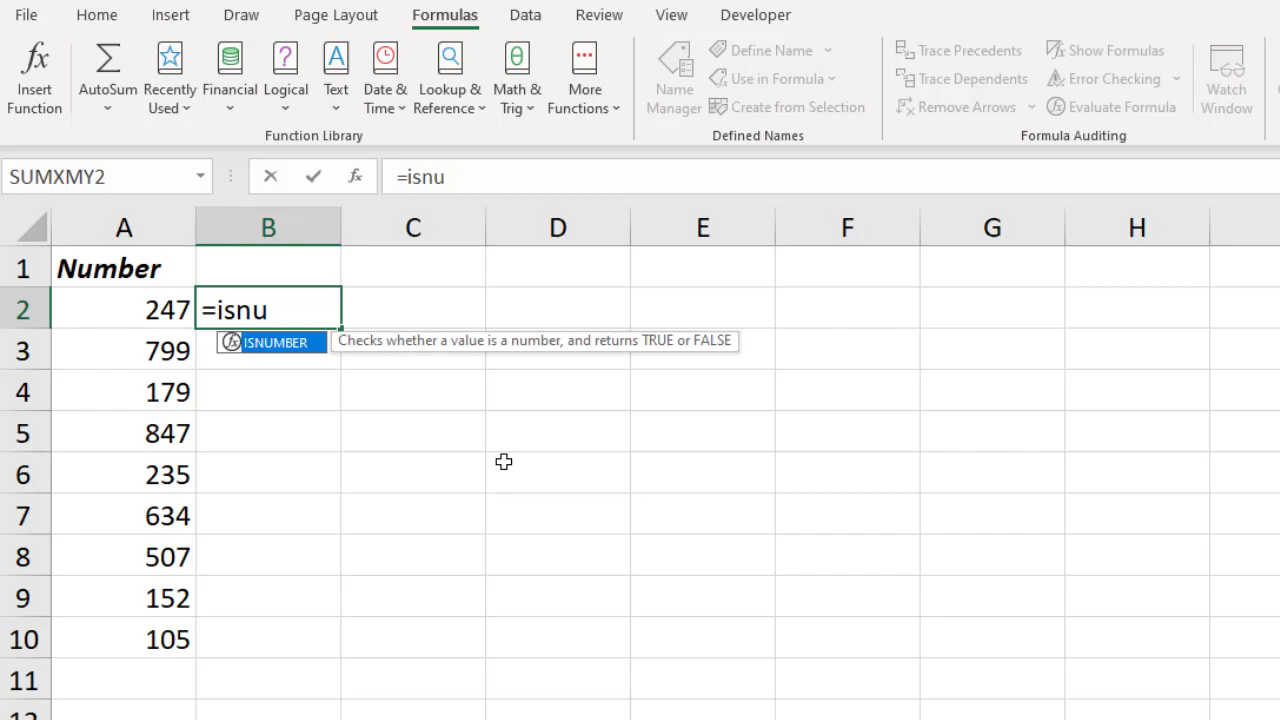 File Home Insert Draw Page Layout Formulas Data Review View Developer
fx Σ A θ
Insert Function AutoSum Recently Used Financial Logical Text Date & Time Lookup & Reference Math & Trig More Functions
Name Manager Define Name Use in Formula Create from Selection
Trace Precedents Show Formulas
Trace Dependents Error Checking
Remove Arrows Evaluate Formula
Watch Window
Function Library Defined Names Formula Auditing
SUMXMY2 fx =isnu
A B C D E F G H
1 Number
2 247 =isnu
fx ISNUMBER Checks whether a value is a number, and returns TRUE or FALSE
3 799
4 179
5 847
6 235
7 634
8 507
9 152
10 105
11